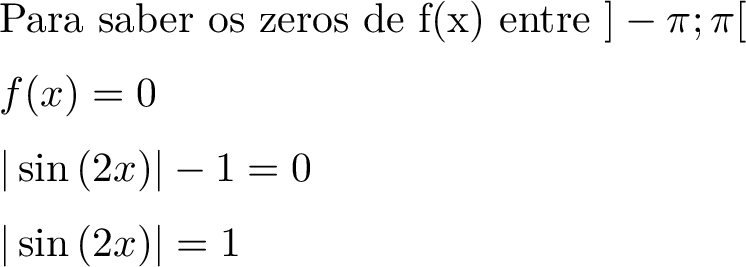 Para saber os zeros de f(x) entre ] − π; π[
f(x) = 0
| sin (2x)| − 1 = 0
| sin (2x)| = 1